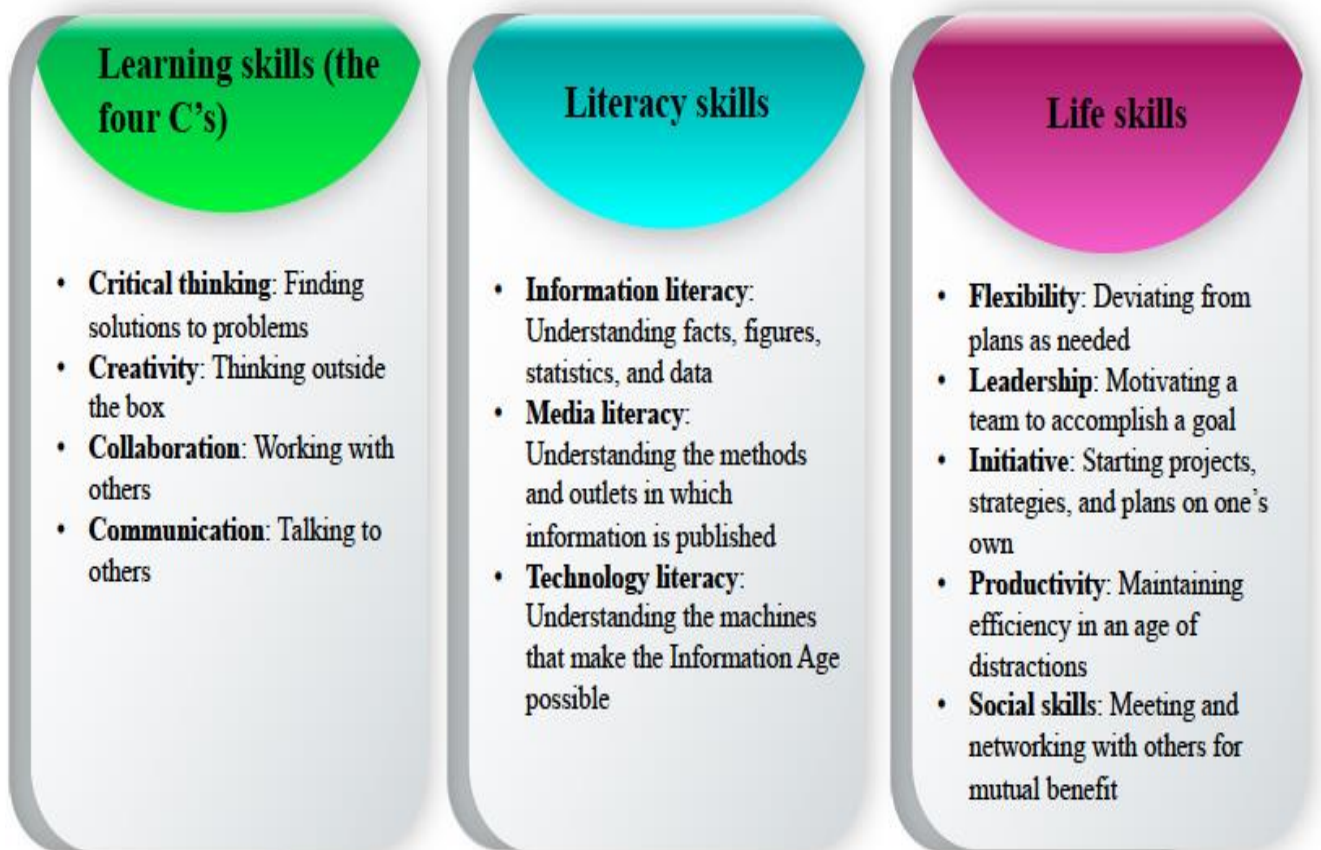 Learning skills (the
four C’s)
• Critical thinking: Finding
solutions to problems
• Creativity: Thinking outside
the box
• Collaboration: Working with
others
• Communication: Talking to
others
Literacy skills
• Information literacy:
Understanding facts, figures,
statistics, and data
• Media literacy:
Understanding the methods
and outlets in which
information is published
• Technology literacy:
Understanding the machines
that make the Information Age
possible
Life skills
• Flexibility: Deviating from
plans as needed
• Leadership: Motivating a
team to accomplish a goal
• Initiative: Starting projects,
strategies, and plans on one’s
own
• Productivity: Maintaining
efficiency in an age of
distractions
• Social skills: Meeting and
networking with others for
mutual benefit